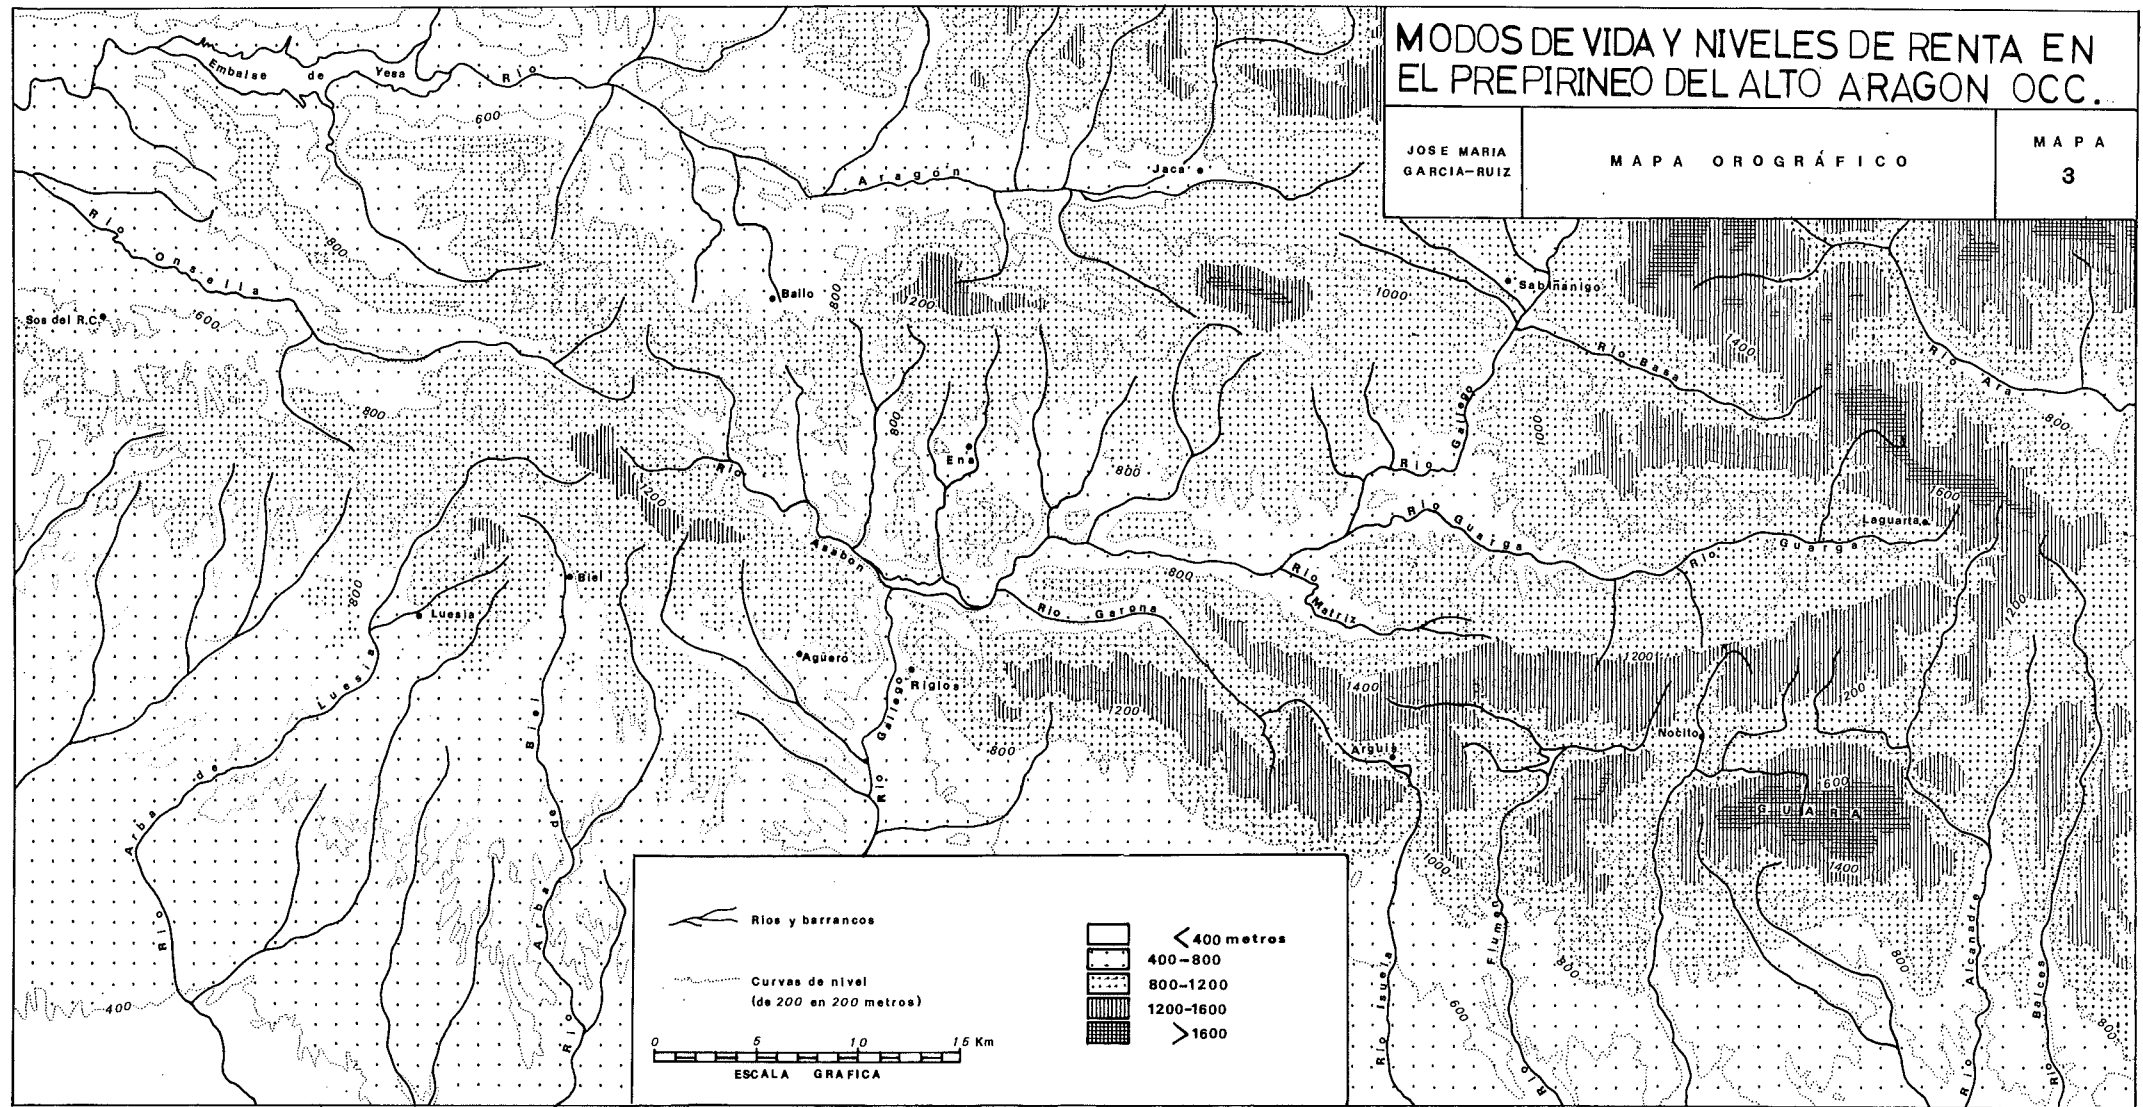 MODOS DE VIDA Y NIVELES DE RENTA EN
EL PREPIRINEO DEL ALTO ARAGON OCC.
JOSE MARIA
GARCIA-RUIZ
MAPA OROGRÁFICO
MAPA
3
Embalse de Yesa
Río Aragón
600
Jaca
Río Onsella
800
600
Sos del R.C.
Bailo
800
1200
1000
Sabiñánigo
Río Basa
1400
Río Ara
800
800
800
Ena
800
Río Gállego
1000
1200
Río Asabón
Río Guarga
Río Guarga
1600
Laguarta
800
Biel
Luesia
800
Río Garona
Río Matriz
1200
Agüero
Riglos
Río Gállego
1200
1400
1200
1200
800
Arguis
Nocito
1600
GUARA
1400
1000
Río Arba de Luesia
Río Arba de Biel
400
800
800
600
800
Río Isuela
Río Flumen
Río Alcanadre
Río Balces
Rios y barrancos
Curvas de nivel
(de 200 en 200 metros)
0 5 10 15 Km
ESCALA GRAFICA
<400 metros
400-800
800-1200
1200-1600
>1600